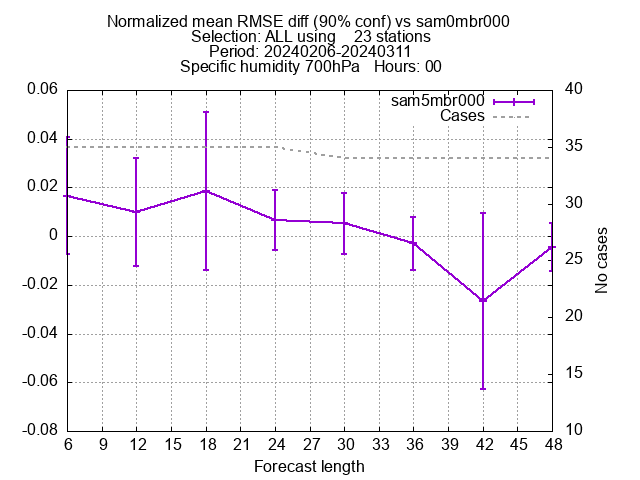 Normalized mean RMSE diff (90% conf) vs sam0mbr000
Selection: ALL using    23 stations
Period: 20240206-20240311
Specific humidity 700hPa   Hours: 00
sam5mbr000
Cases
0.06
0.04
0.02
0
-0.02
-0.04
-0.06
-0.08
40
35
30
25
20
15
10
No cases
6 9 12 15 18 21 24 27 30 33 36 39 42 45 48
Forecast length